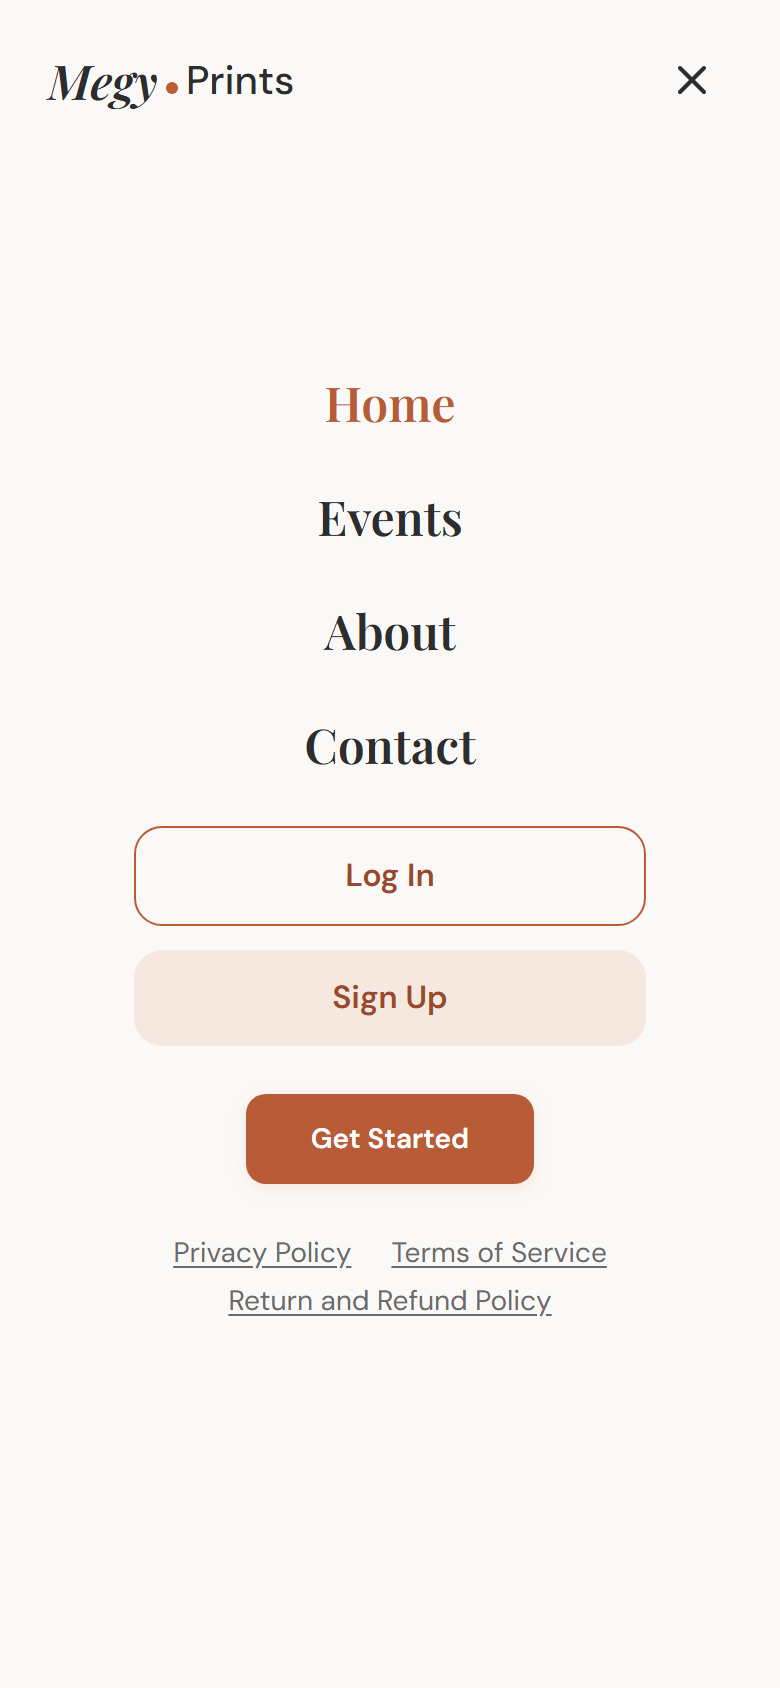 Megy Prints
Home
Events
About
Contact
Log In
Sign Up
Get Started
Privacy Policy Terms of Service
Return and Refund Policy